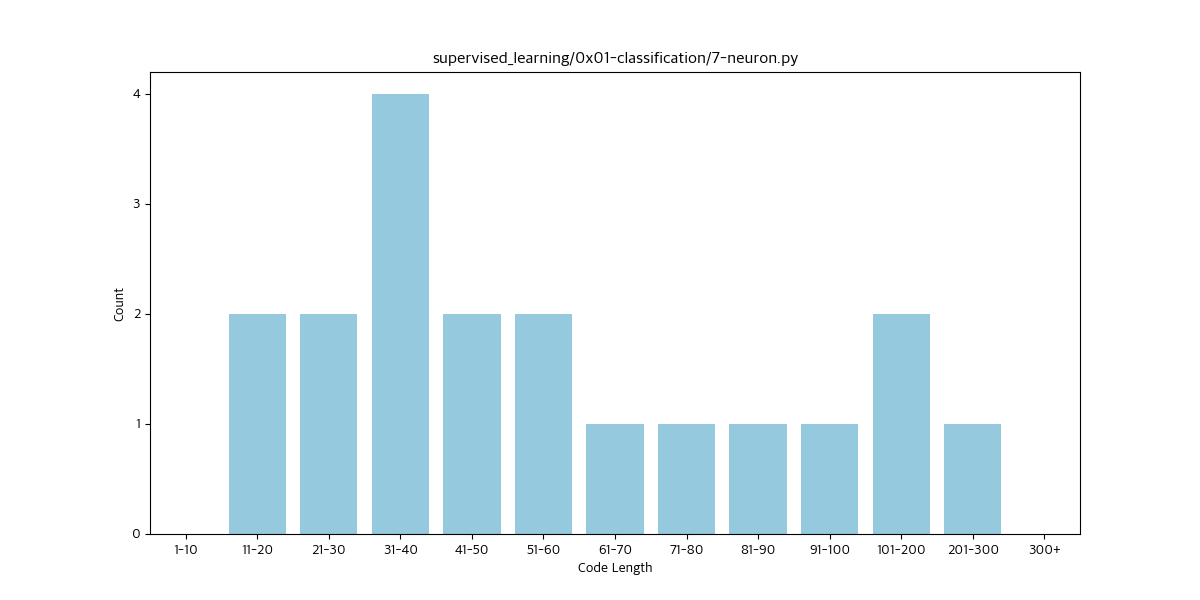 supervised_learning/0x01-classification/7-neuron.py
Count
4
3
2
1
0
1-10 11-20 21-30 31-40 41-50 51-60 61-70 71-80 81-90 91-100 101-200 201-300 300+
Code Length